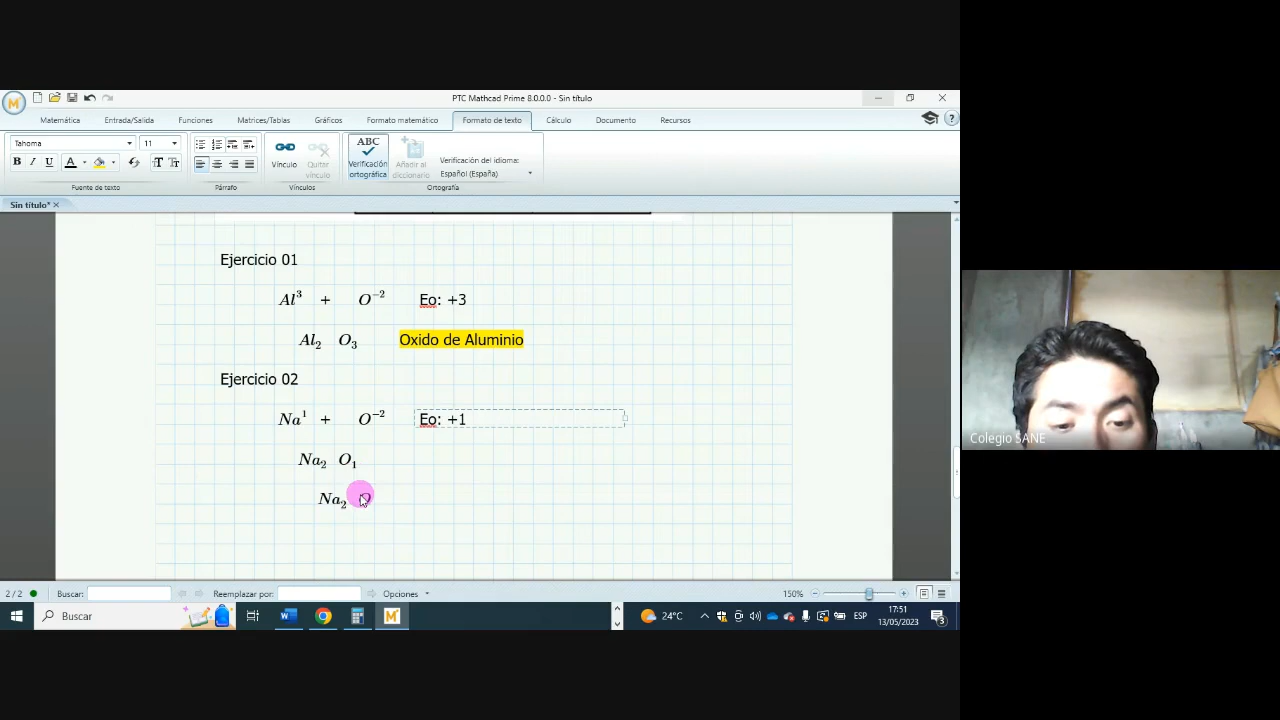 PTC Mathcad Prime 8.0.0.0 - Sin título
Matemática Entrada/Salida Funciones Matrices/Tablas Gráficos Formato matemático Formato de texto Cálculo Documento Recursos
Tahoma 11
N K S A
Fuente de texto
Párrafo
Vínculo
Quitar vínculo
Vínculos
ABC
Verificación ortográfica
Añadir al diccionario
Verificación del idioma:
Español (España)
Ortografía
Sin título*
Ejercicio 01
Al³ + O⁻² Eo: +3
Al₂ O₃ Oxido de Aluminio
Ejercicio 02
Na¹ + O⁻² Eo: +1
Na₂ O₁
Na₂ O
2 / 2 Buscar: Reemplazar por: Opciones 150%
Buscar 24°C ESP 17:51
13/05/2023 3
Colegio SANE